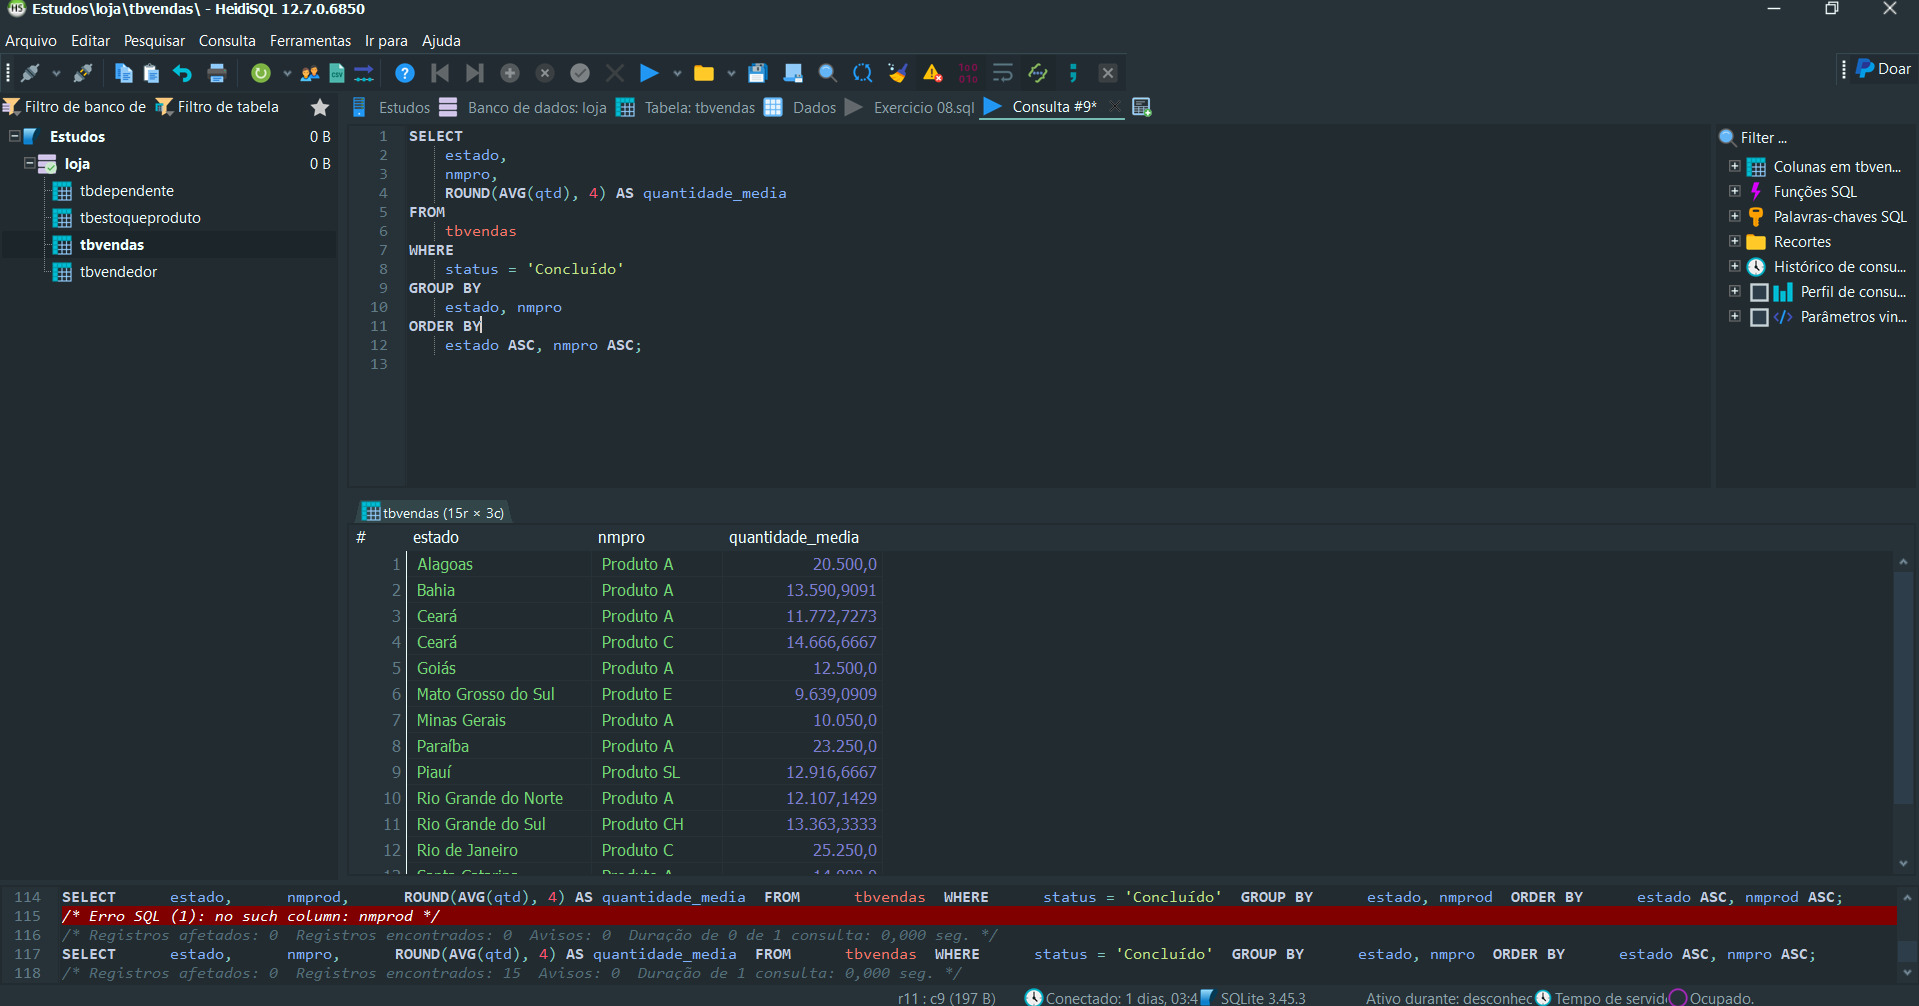 Estudos\loja\tbvendas\ - HeidiSQL 12.7.0.6850
Arquivo Editar Pesquisar Consulta Ferramentas Ir para Ajuda
Doar
Filtro de banco de Filtro de tabela
Estudos Banco de dados: loja Tabela: tbvendas Dados Exercicio 08.sql Consulta #9*
Estudos 0 B
loja 0 B
tbdependente
tbestoqueproduto
tbvendas
tbvendedor
1 SELECT
2 estado,
3 nmpro,
4 ROUND(AVG(qtd), 4) AS quantidade_media
5 FROM
6 tbvendas
7 WHERE
8 status = 'Concluído'
9 GROUP BY
10 estado, nmpro
11 ORDER BY
12 estado ASC, nmpro ASC;
13
Filter ...
Colunas em tbven...
Funções SQL
Palavras-chaves SQL
Recortes
Histórico de consu...
Perfil de consu...
Parâmetros vin...
tbvendas (15r × 3c)
# estado nmpro quantidade_media
1 Alagoas Produto A 20.500,0
2 Bahia Produto A 13.590,9091
3 Ceará Produto A 11.772,7273
4 Ceará Produto C 14.666,6667
5 Goiás Produto A 12.500,0
6 Mato Grosso do Sul Produto E 9.639,0909
7 Minas Gerais Produto A 10.050,0
8 Paraíba Produto A 23.250,0
9 Piauí Produto SL 12.916,6667
10 Rio Grande do Norte Produto A 12.107,1429
11 Rio Grande do Sul Produto CH 13.363,3333
12 Rio de Janeiro Produto C 25.250,0
114 SELECT estado, nmprod, ROUND(AVG(qtd), 4) AS quantidade_media FROM tbvendas WHERE status = 'Concluído' GROUP BY estado, nmprod ORDER BY estado ASC, nmprod ASC;
115 /* Erro SQL (1): no such column: nmprod */
116 /* Registros afetados: 0 Registros encontrados: 0 Avisos: 0 Duração de 0 de 1 consulta: 0,000 seg. */
117 SELECT estado, nmpro, ROUND(AVG(qtd), 4) AS quantidade_media FROM tbvendas WHERE status = 'Concluído' GROUP BY estado, nmpro ORDER BY estado ASC, nmpro ASC;
118 /* Registros afetados: 0 Registros encontrados: 15 Avisos: 0 Duração de 1 consulta: 0,000 seg. */
r11 : c9 (197 B) Conectado: 1 dias, 03:4 SQLite 3.45.3 Ativo durante: desconhec Tempo de servid Ocupado.